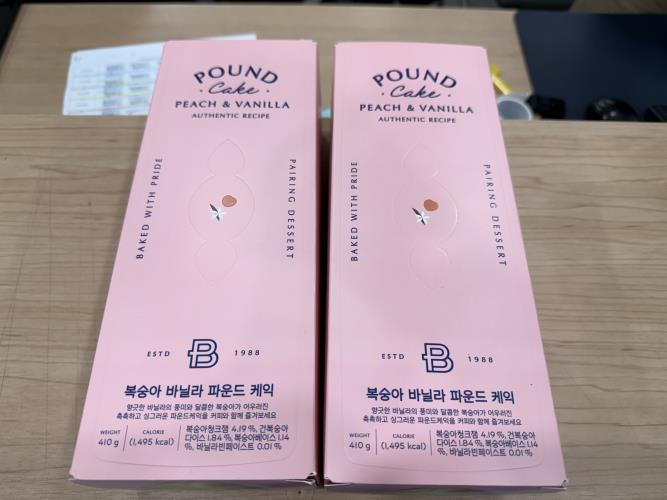 POUND
Cake
PEACH & VANILLA
AUTHENTIC RECIPE
BAKED WITH PRIDE
PAIRING DESSERT
ESTD B 1988
복숭아 바닐라 파운드 케익
향긋한 바닐라의 풍미와 달콤한 복숭아가 어우러진
촉촉하고 싱그러운 파운드케익을 커피와 함께 즐겨보세요
WEIGHT
410 g
CALORIE
(1,495 kcal)
복숭아청크잼 4.19 %, 건복숭아
다이스 1.84 %, 복숭아베이스 1.14
%, 바닐라빈페이스트 0.01 %
POUND
Cake
PEACH & VANILLA
AUTHENTIC RECIPE
BAKED WITH PRIDE
PAIRING DESSERT
ESTD B 1988
복숭아 바닐라 파운드 케익
향긋한 바닐라의 풍미와 달콤한 복숭아가 어우러진
촉촉하고 싱그러운 파운드케익을 커피와 함께 즐겨보세요
WEIGHT
410 g
CALORIE
(1,495 kcal)
복숭아청크잼 4.19 %, 건복숭아
다이스 1.84 %, 복숭아베이스 1.14
%, 바닐라빈페이스트 0.01 %